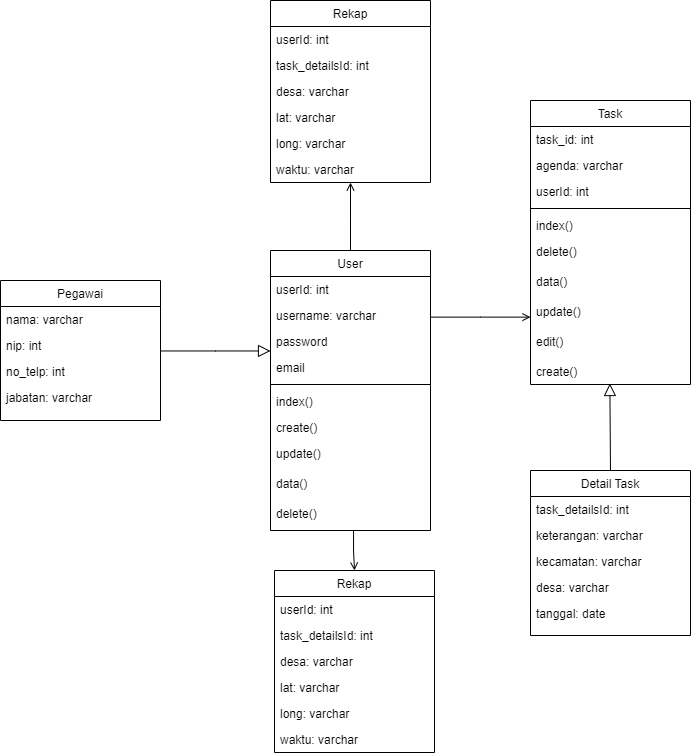 Rekap
userId: int
task_detailsId: int
desa: varchar
lat: varchar
long: varchar
waktu: varchar
Task
task_id: int
agenda: varchar
userId: int
index()
delete()
data()
update()
edit()
create()
User
userId: int
username: varchar
password
email
index()
create()
update()
data()
delete()
Pegawai
nama: varchar
nip: int
no_telp: int
jabatan: varchar
Detail Task
task_detailsId: int
keterangan: varchar
kecamatan: varchar
desa: varchar
tanggal: date
Rekap
userId: int
task_detailsId: int
desa: varchar
lat: varchar
long: varchar
waktu: varchar